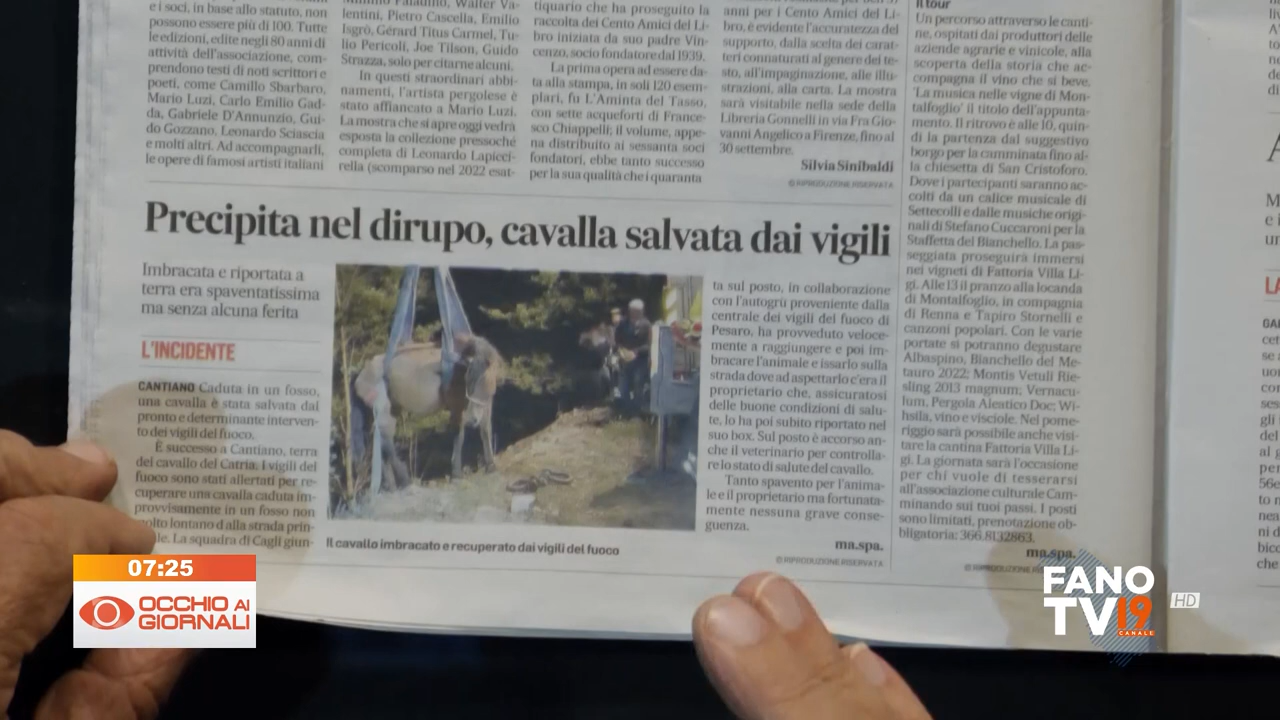 e i soci, in base allo statuto, non
possono essere più di 100. Tutte
le edizioni, edite negli 80 anni di
attività dell'associazione, com-
prendono testi di noti scrittori e
poeti, come Camillo Sbarbaro,
Mario Luzi, Carlo Emilio Gad-
da, Gabriele D'Annunzio, Gui-
do Gozzano, Leonardo Sciascia
e molti altri. Ad accompagnarli,
le opere di famosi artisti italiani
Mimmo Paladino, Walter Va-
lentini, Pietro Cascella, Emilio
Isgrò, Gérard Titus Carmel, Tu-
lio Pericoli, Joe Tilson, Guido
Strazza, solo per citarne alcuni.
In questi straordinari abbi-
namenti, l'artista pergolese è
stato affiancato a Mario Luzi.
La mostra che si apre oggi vedrà
esposta la collezione pressoché
completa di Leonardo Lapicci-
rella (scomparso nel 2022 esat-
tiquario che ha proseguito la
raccolta dei Cento Amici del Li-
bro iniziata da suo padre Vin-
cenzo, socio fondatore dal 1939.
La prima opera ad essere da-
ta alla stampa, in soli 120 esem-
plari, fu L'Aminta del Tasso,
con sette acqueforti di France-
sco Chiappelli; il volume, appe-
na distribuito ai sessanta soci
fondatori, ebbe tanto successo
per la sua qualità che i quaranta
anni per i Cento Amici del Li-
bro, è evidente l'accuratezza del
supporto, dalla scelta dei carat-
teri connaturati al genere del te-
sto, all'impaginazione, alle illu-
strazioni, alla carta. La mostra
sarà visitabile nella sede della
Libreria Gonnelli in via Fra Gio-
vanni Angelico a Firenze, fino al
30 settembre.
Silvia Sinibaldi
© RIPRODUZIONE RISERVATA
Il tour
Un percorso attraverso le canti-
ne, ospitati dai produttori delle
aziende agrarie e vinicole, alla
scoperta della storia che ac-
compagna il vino che si beve.
'La musica nelle vigne di Mon-
talfoglio' il titolo dell'appunta-
mento. Il ritrovo è alle 10, quin-
di la partenza dal suggestivo
borgo per la camminata fino al-
la chiesetta di San Cristoforo.
Dove i partecipanti saranno ac-
colti da un calice musicale di
Settecolli e dalle musiche origi-
nali di Stefano Cuccaroni per la
Staffetta del Bianchello. La pas-
seggiata proseguirà immersi
nei vigneti di Fattoria Villa Li-
gi. Alle 13 il pranzo alla locanda
di Montalfoglio, in compagnia
di Renna e Tapiro Stornelli e
canzoni popolari. Con le varie
portate si potranno degustare
Albaspino, Bianchello del Me-
tauro 2022; Montis Vetuli Rie-
sling 2013 magnum; Vernacu-
lum, Pergola Aleatico Doc; Wi-
hsila, vino e visciole. Nel pome-
riggio sarà possibile anche visi-
tare la cantina Fattoria Villa Li-
gi. La giornata sarà l'occasione
per chi vuole di tesserarsi
all'associazione culturale Cam-
minando sui tuoi passi. I posti
sono limitati, prenotazione ob-
bligatoria: 366.8132863.
ma.spa.
Precipita nel dirupo, cavalla salvata dai vigili
Imbracata e riportata a
terra era spaventatissima
ma senza alcuna ferita
L'INCIDENTE
CANTIANO Caduta in un fosso,
una cavalla è stata salvata dal
pronto e determinante interven-
to dei vigili del fuoco.
È successo a Cantiano, terra
del cavallo del Catria. I vigili del
fuoco sono stati allertati per re-
cuperare una cavalla caduta im-
provvisamente in un fosso non
molto lontano dalla strada prin-
le. La squadra di Cagli giun-
Il cavallo imbracato e recuperato dai vigili del fuoco
ta sul posto, in collaborazione
con l'autogrù proveniente dalla
centrale dei vigili del fuoco di
Pesaro, ha provveduto veloce-
mente a raggiungere e poi im-
bracare l'animale e issarlo sulla
strada dove ad aspettarlo c'era il
proprietario che, assicuratosi
delle buone condizioni di salu-
te, lo ha poi subito riportato nel
suo box. Sul posto è accorso an-
che il veterinario per controlla-
re lo stato di salute del cavallo.
Tanto spavento per l'anima-
le e il proprietario ma fortunata-
mente nessuna grave conse-
guenza.
ma.spa.
© RIPRODUZIONE RISERVATA
07:25
OCCHIO AI
GIORNALI
FANO
TV19
CANALE
HD